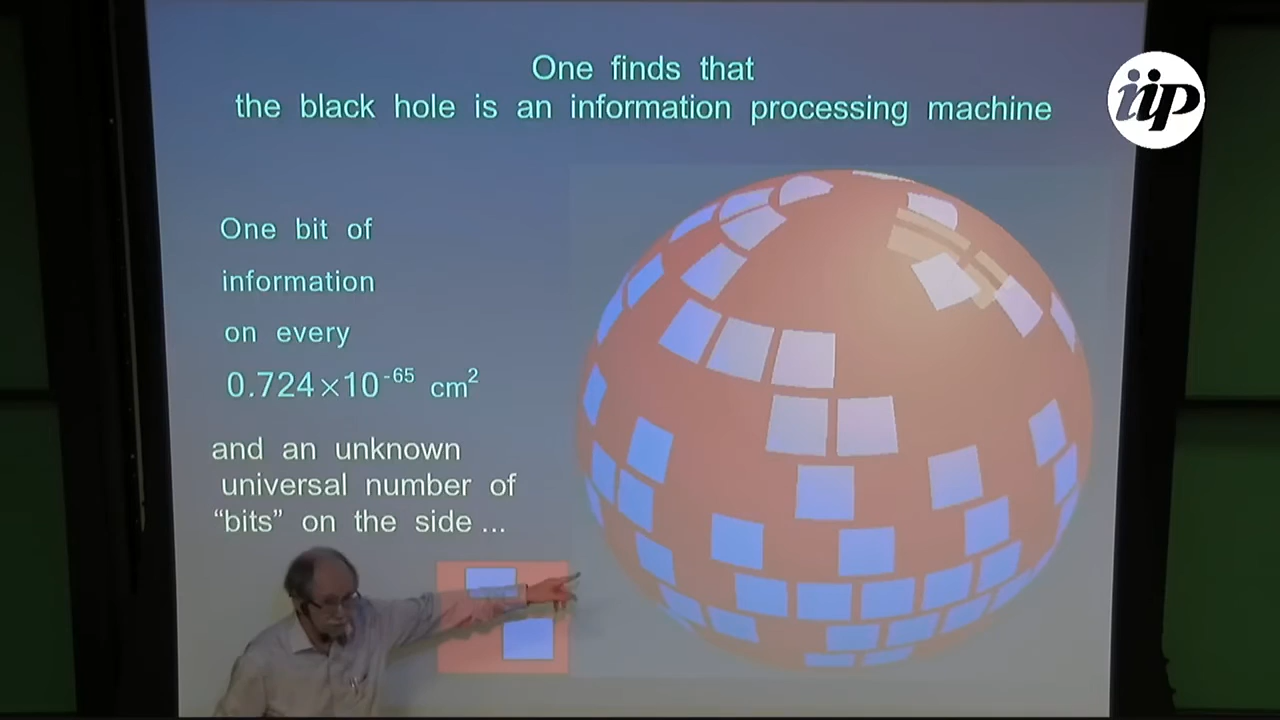 One finds that
the black hole is an information processing machine
iip
One bit of
information
on every
0.724×10⁻⁶⁵ cm²
and an unknown
universal number of
“bits” on the side ...